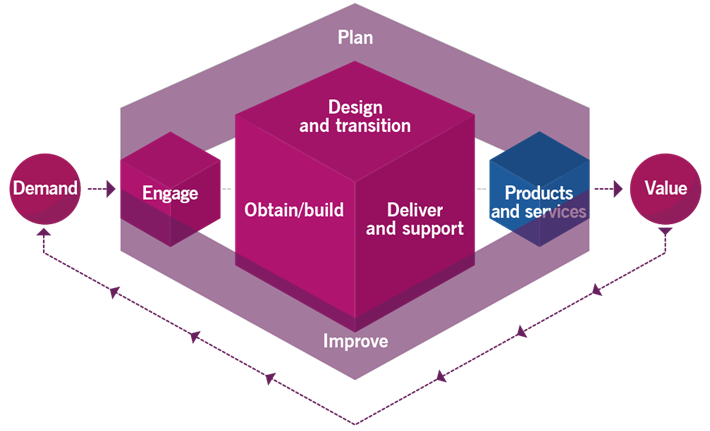 Plan
Design
and transition
Demand
Engage
Obtain/build
Deliver
and support
Products
and services
Value
Improve